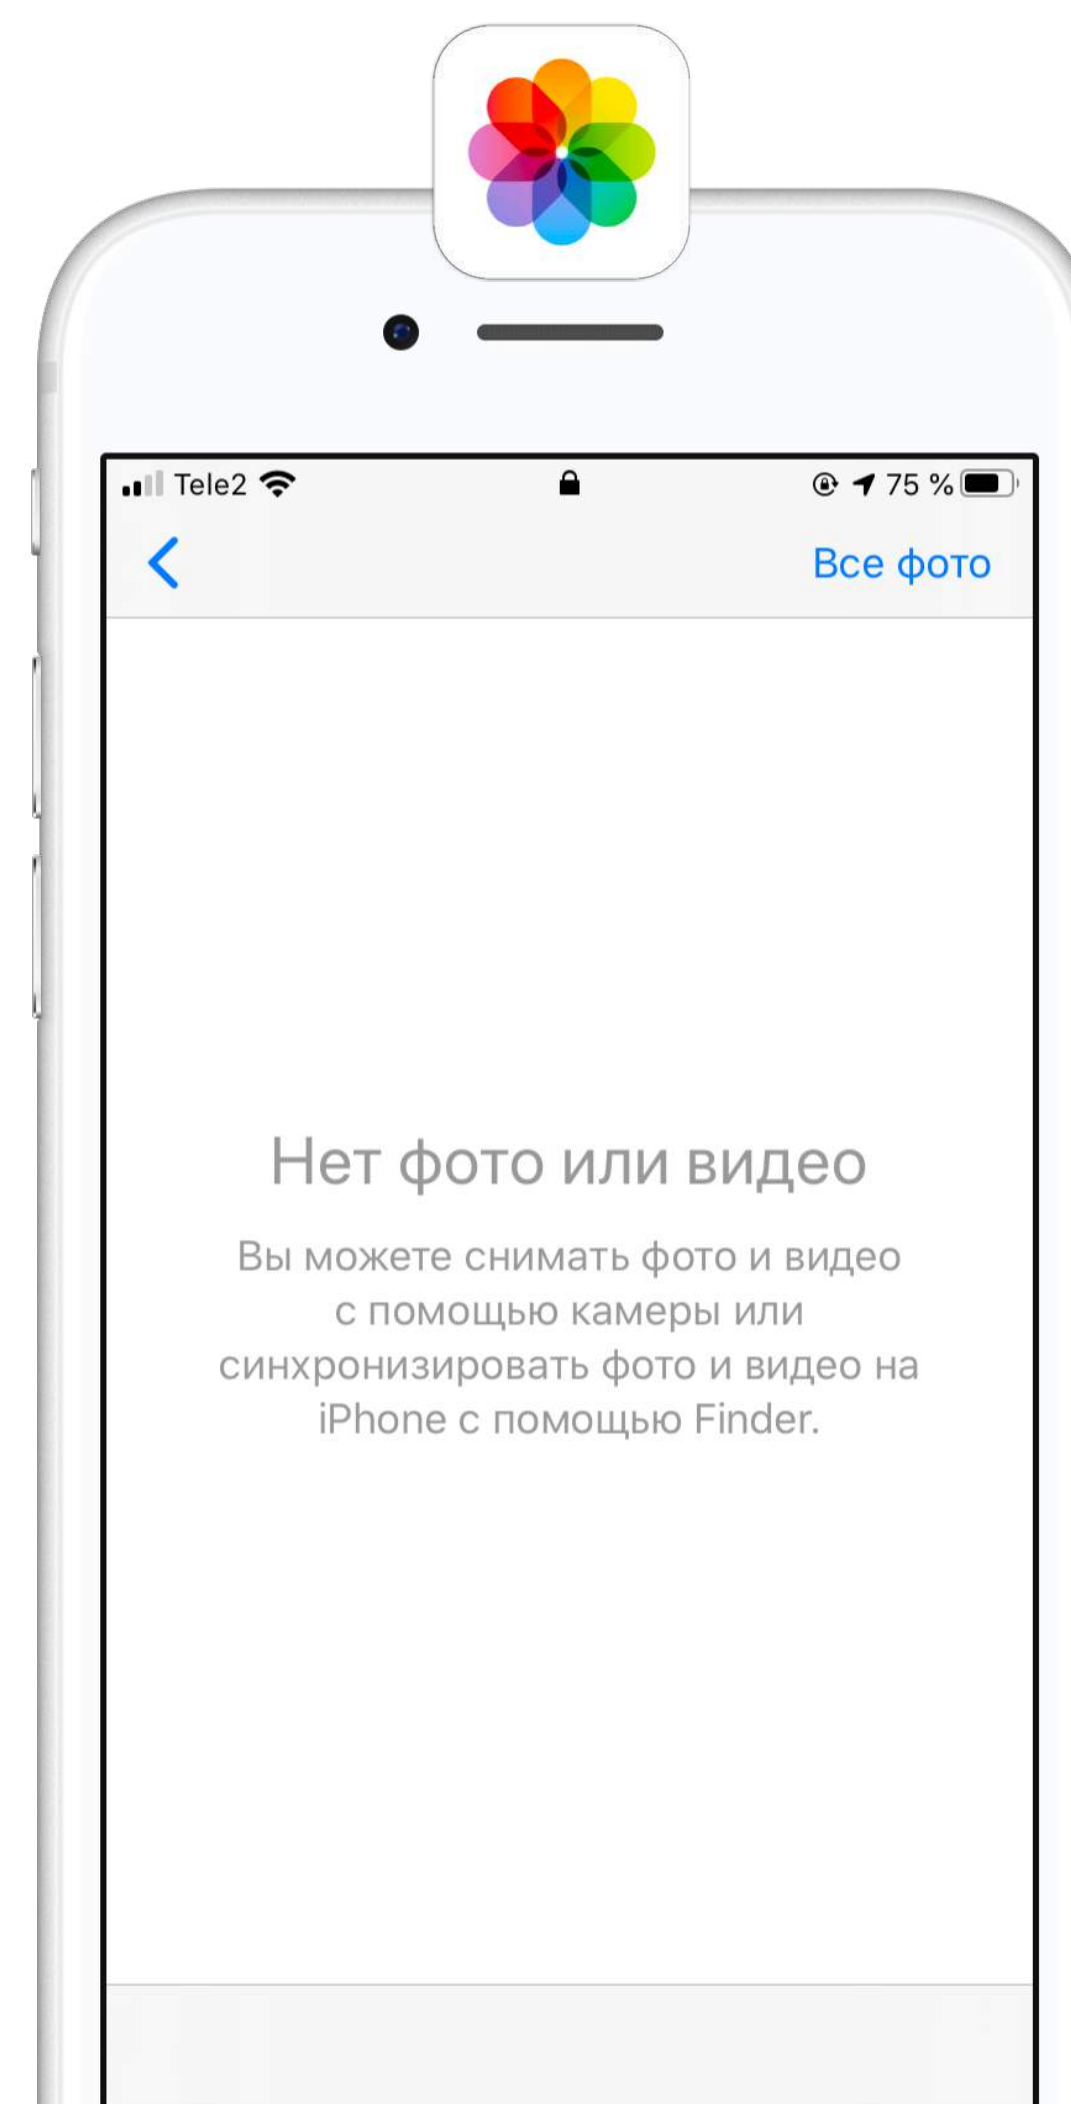 Tele2 75 %
Все фото
Нет фото или видео
Вы можете снимать фото и видео
с помощью камеры или
синхронизировать фото и видео на
iPhone с помощью Finder.